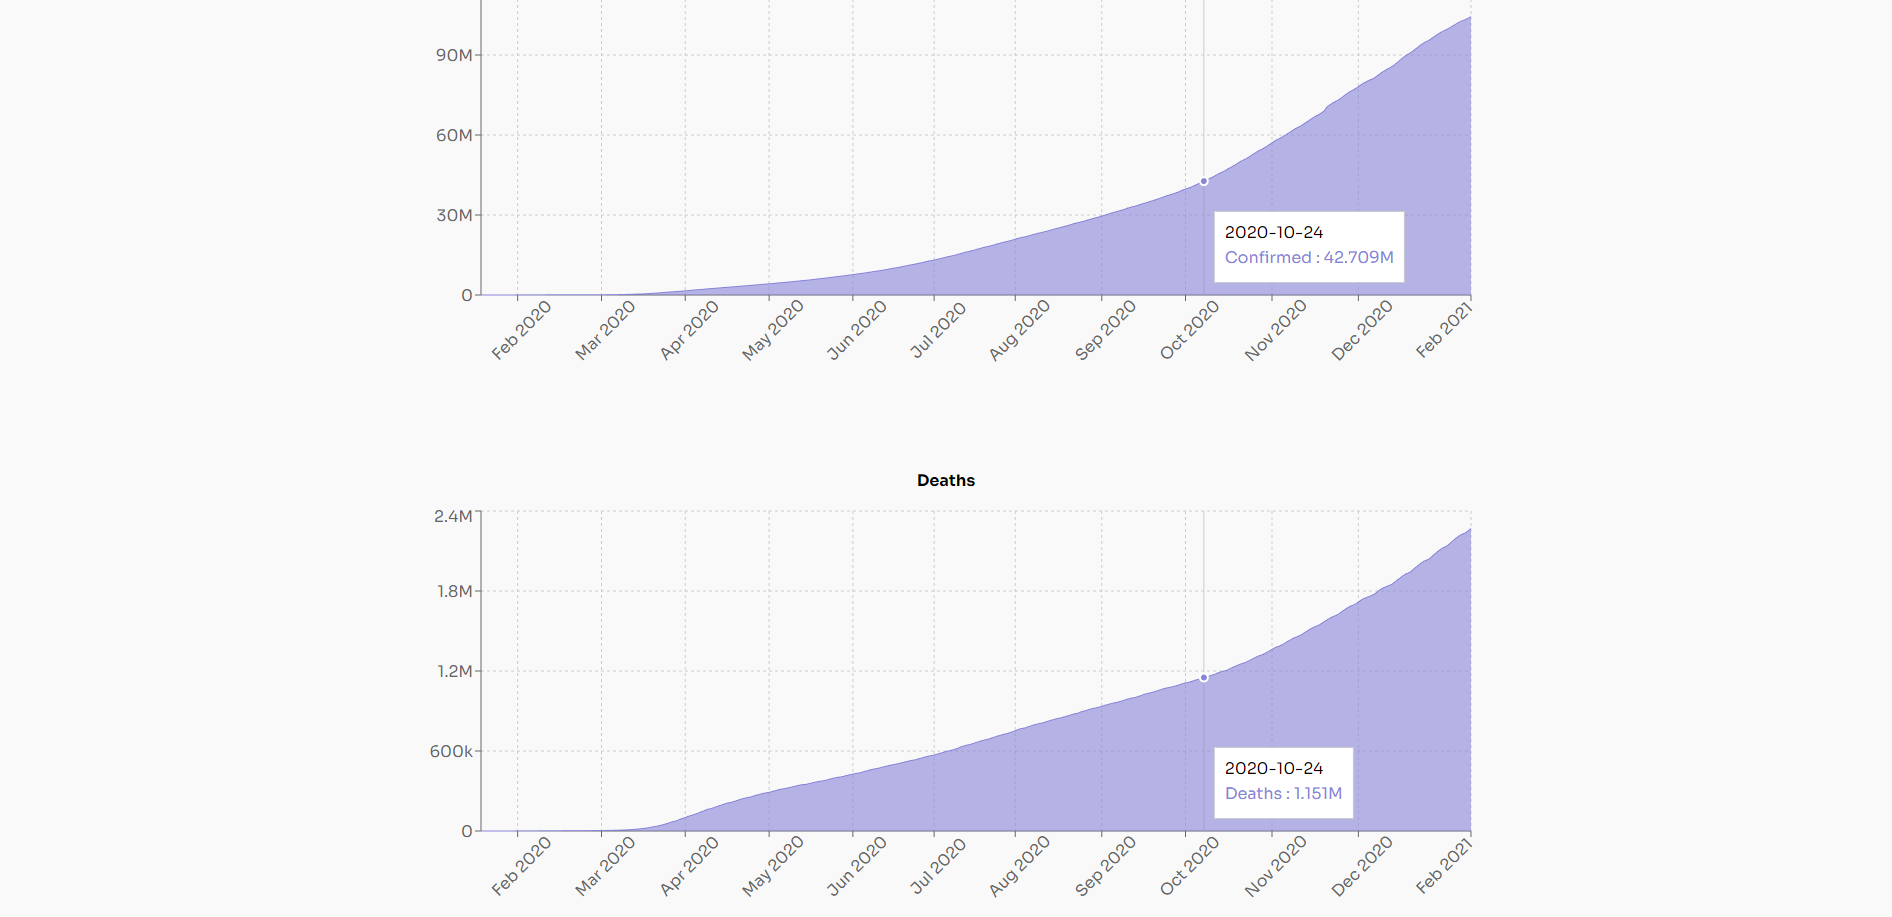 90M
60M
30M
0
2020-10-24
Confirmed : 42.709M
Feb 2020
Mar 2020
Apr 2020
May 2020
Jun 2020
Jul 2020
Aug 2020
Sep 2020
Oct 2020
Nov 2020
Dec 2020
Feb 2021
Deaths
2.4M
1.8M
1.2M
600k
0
2020-10-24
Deaths : 1.151M
Feb 2020
Mar 2020
Apr 2020
May 2020
Jun 2020
Jul 2020
Aug 2020
Sep 2020
Oct 2020
Nov 2020
Dec 2020
Feb 2021